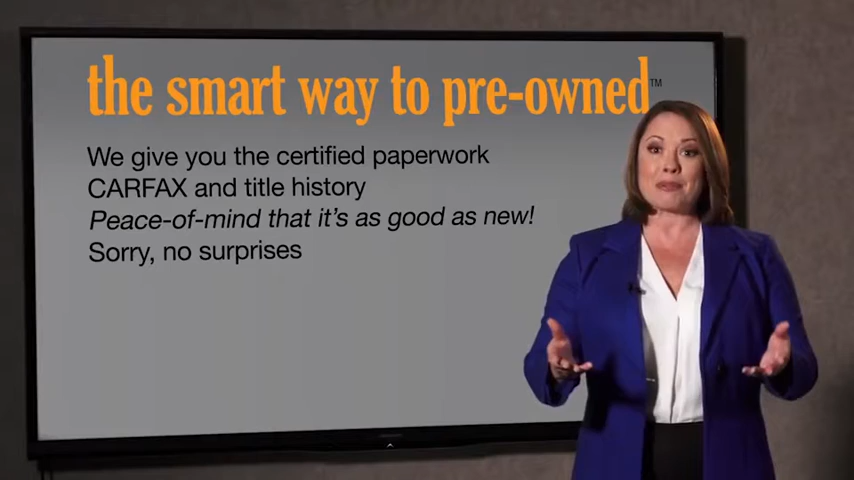 the smart way to pre-owned™
We give you the certified paperwork
CARFAX and title history
Peace-of-mind that it's as good as new!
Sorry, no surprises